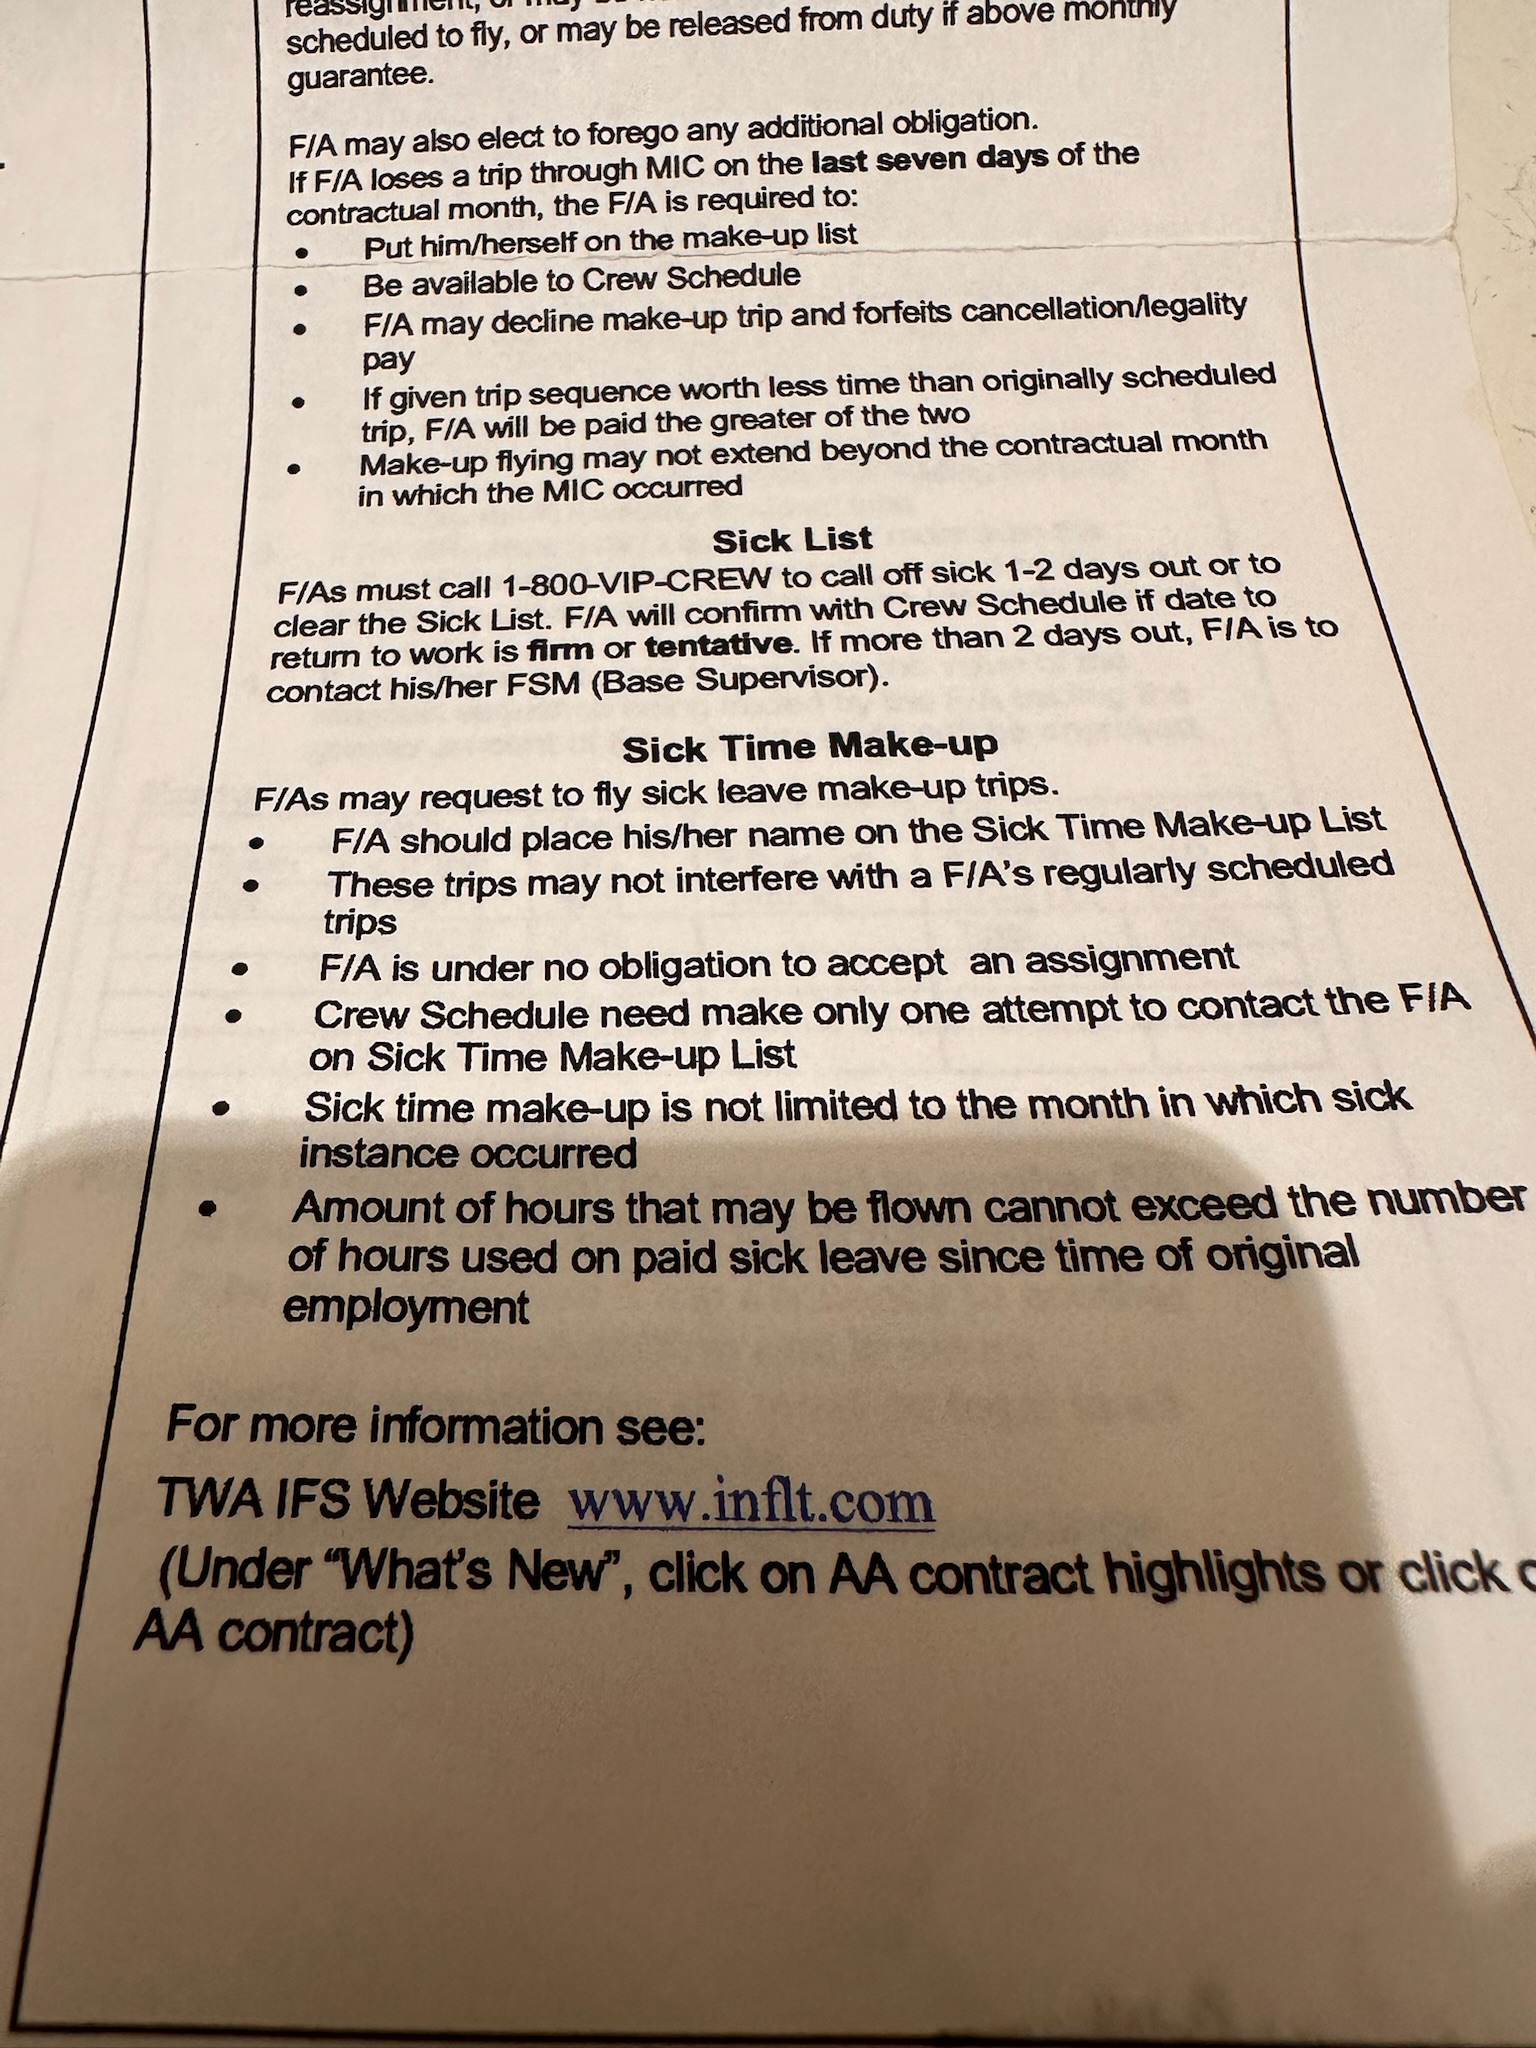 reassignment, or may be
scheduled to fly, or may be released from duty if above monthly
guarantee.
F/A may also elect to forego any additional obligation.
If F/A loses a trip through MIC on the last seven days of the
contractual month, the F/A is required to:
• Put him/herself on the make-up list
• Be available to Crew Schedule
• F/A may decline make-up trip and forfeits cancellation/legality
pay
• If given trip sequence worth less time than originally scheduled
trip, F/A will be paid the greater of the two
• Make-up flying may not extend beyond the contractual month
in which the MIC occurred
Sick List
F/As must call 1-800-VIP-CREW to call off sick 1-2 days out or to
clear the Sick List. F/A will confirm with Crew Schedule if date to
return to work is firm or tentative. If more than 2 days out, F/A is to
contact his/her FSM (Base Supervisor).
Sick Time Make-up
F/As may request to fly sick leave make-up trips.
• F/A should place his/her name on the Sick Time Make-up List
• These trips may not interfere with a F/A's regularly scheduled
trips
• F/A is under no obligation to accept an assignment
• Crew Schedule need make only one attempt to contact the F/A
on Sick Time Make-up List
• Sick time make-up is not limited to the month in which sick
instance occurred
• Amount of hours that may be flown cannot exceed the number
of hours used on paid sick leave since time of original
employment
For more information see:
TWA IFS Website www.inflt.com
(Under “What's New”, click on AA contract highlights or click
AA contract)